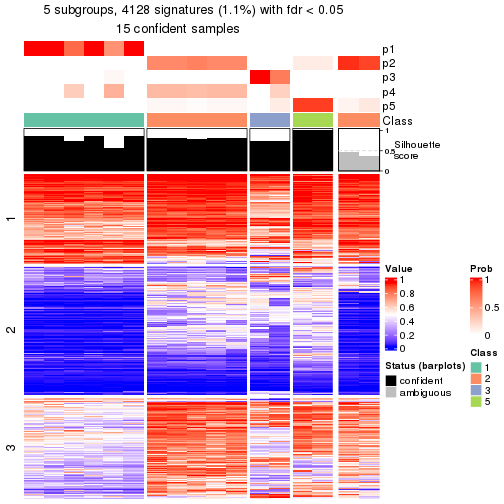 5 subgroups, 4128 signatures (1.1%) with fdr < 0.05
15 confident samples
p1
p2
p3
p4
p5
Class
1
0.5
0
Silhouette
score
1
2
3
Value
1
0.8
0.6
0.4
0.2
0
Status (barplots)
confident
ambiguous
Prob
1
0.5
0
Class
1
2
3
5